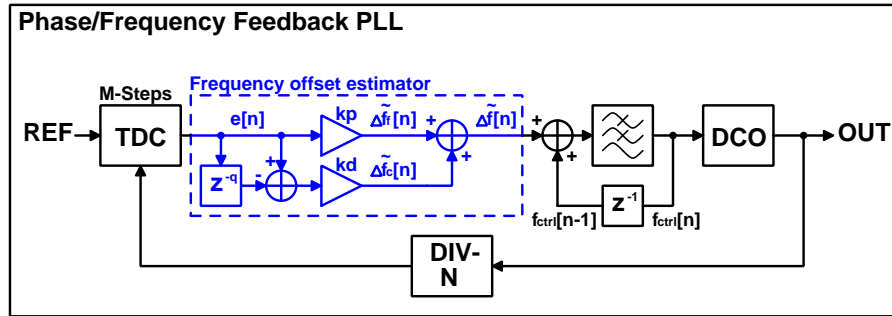 Phase/Frequency Feedback PLL
Frequency offset estimator
M-Steps
REF
TDC
e[n]
kp
Δf̃f[n]
Δf̃[n]
+
+
+
+
DCO
OUT
z-q
-
+
kd
Δf̃c[n]
z-1
fctrl[n-1]
fctrl[n]
DIV-
N